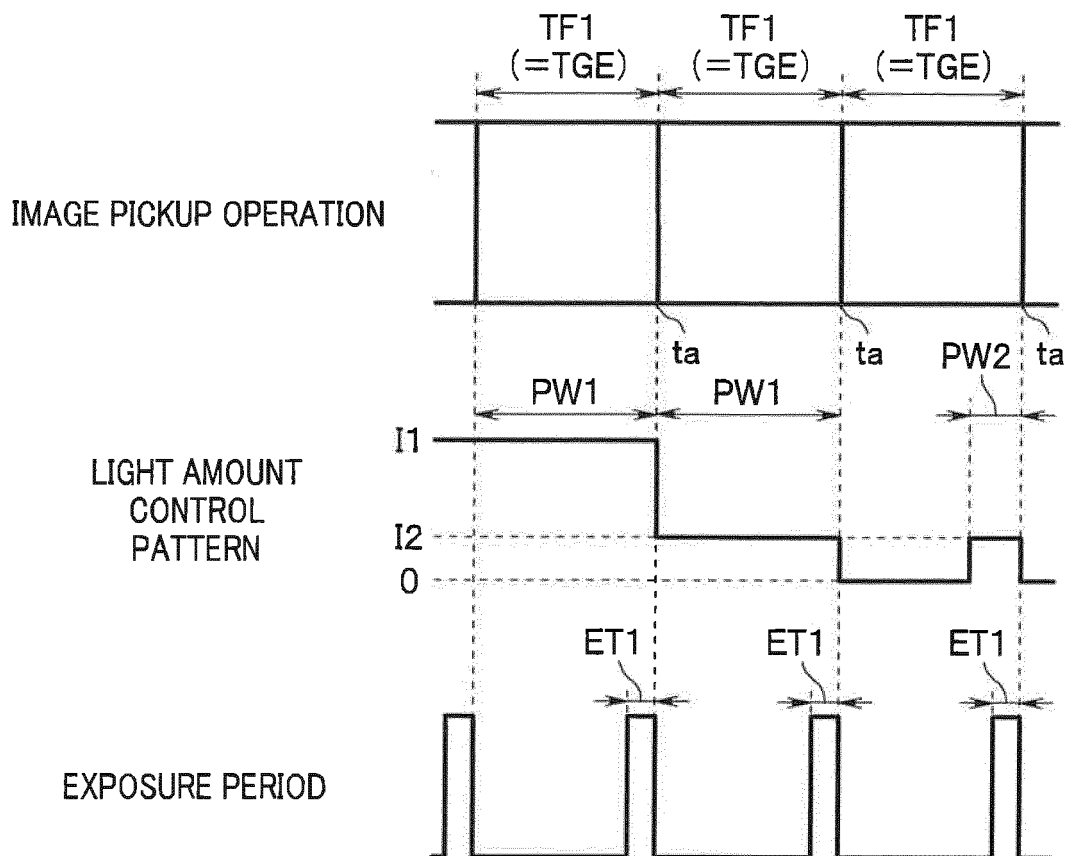 TF1 TF1 TF1
(=TGE) (=TGE) (=TGE)
IMAGE PICKUP OPERATION
ta ta ta
PW2
PW1 PW1
I1
LIGHT AMOUNT
CONTROL
PATTERN
I2
0
ET1 ET1 ET1
EXPOSURE PERIOD